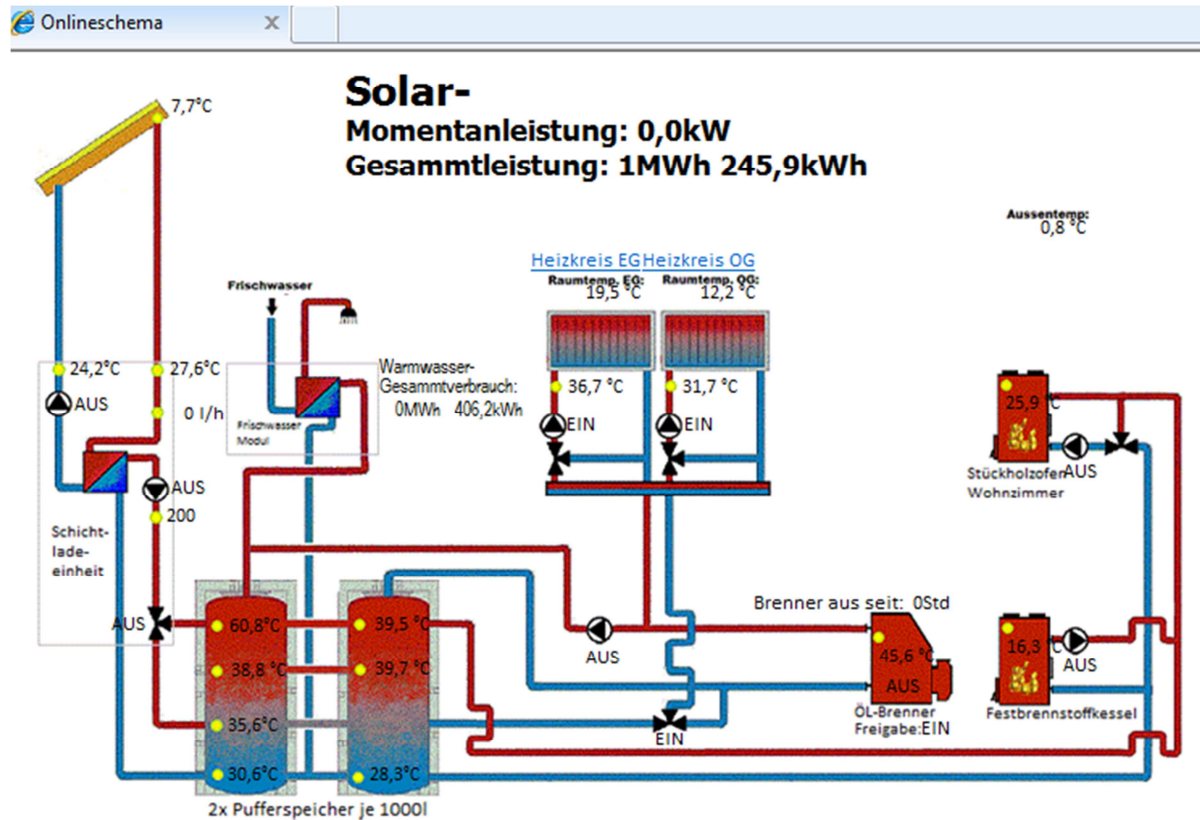 Onlineschema
Solar-
Momentanleistung: 0,0kW
Gesammtleistung: 1MWh 245,9kWh
7,7°C
Aussentemp:
0,8 °C
Heizkreis EG Heizkreis OG
Raumtemp. EG: Raumtemp. OG:
19,5 °C 12,2 °C
Frischwasser
24,2°C 27,6°C
Warmwasser-
Gesammtverbrauch:
0MWh 406,2kWh
36,7 °C 31,7 °C
25,9 °C
AUS 0 l/h
Frischwasser
Modul
EIN EIN
AUS
Stückholzofen
Wohnzimmer
AUS
200
Schicht-
lade-
einheit
Brenner aus seit: 0Std
AUS 60,8°C 39,5 °C
AUS
45,6 °C
16,3 °C AUS
38,8 °C 39,7 °C
AUS
ÖL-Brenner
Freigabe:EIN
Festbrennstoffkessel
35,6°C
EIN
30,6°C 28,3°C
2x Pufferspeicher je 1000l